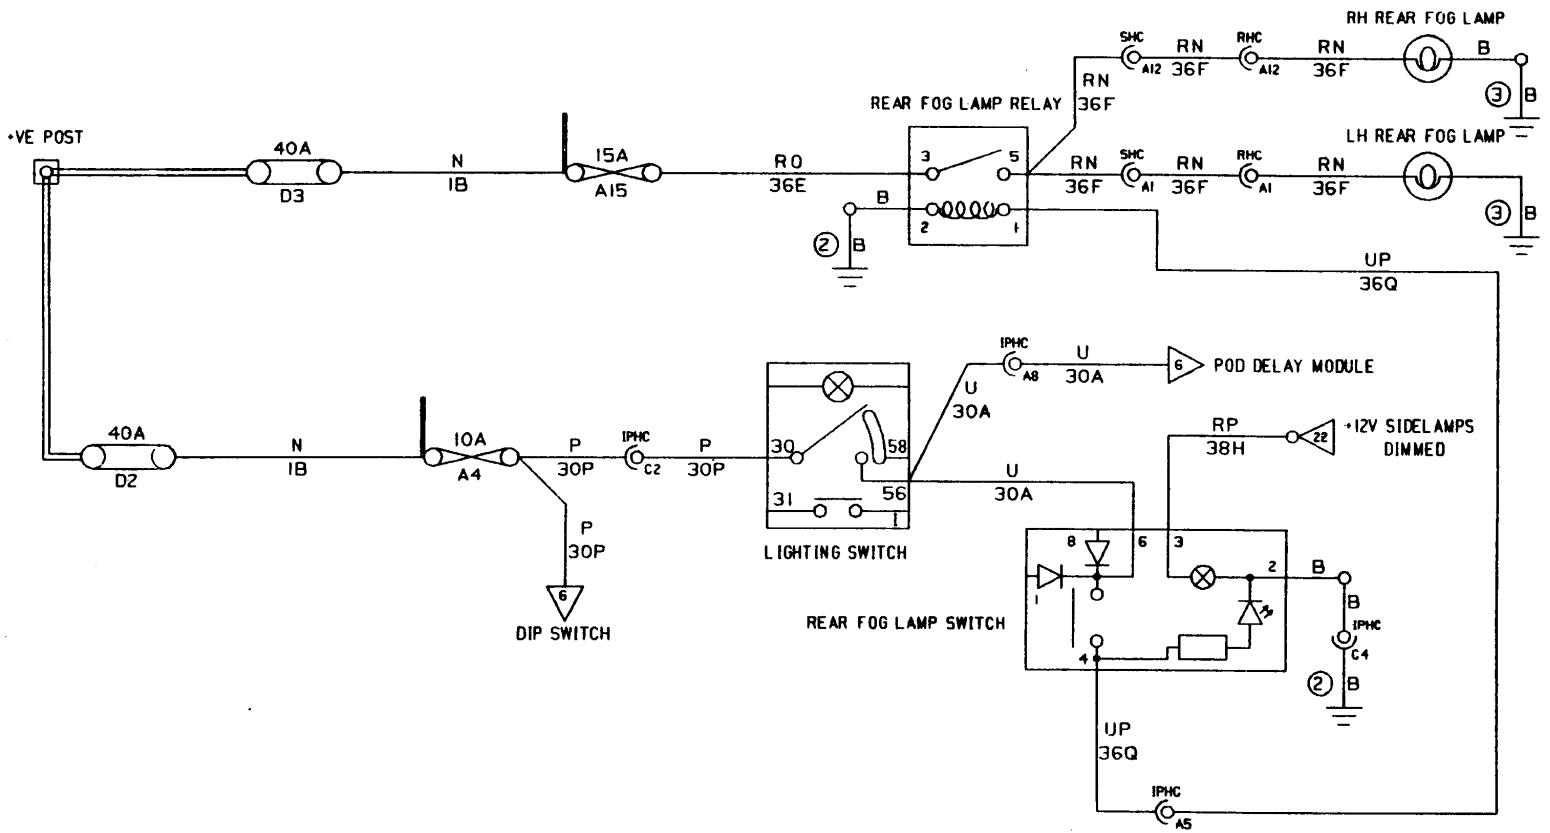 RH REAR FOG LAMP
SHC
A12
RN
36F
RHC
A12
RN
36F
B
RN
36F
3
B
REAR FOG LAMP RELAY
+VE POST
40A
D3
N
1B
15A
A15
RO
36E
3
5
2
1
B
2
B
LH REAR FOG LAMP
RN
36F
SHC
A1
RN
36F
RHC
A1
RN
36F
3
B
UP
36Q
IPHC
A8
U
30A
6
POD DELAY MODULE
U
30A
40A
D2
N
1B
10A
A4
P
30P
IPHC
C2
P
30P
30
58
31
56
1
LIGHTING SWITCH
U
30A
RP
38H
22
+12V SIDELAMPS
DIMMED
P
30P
6
DIP SWITCH
REAR FOG LAMP SWITCH
8
6
3
1
2
4
B
B
IPHC
C4
2
B
UP
36Q
IPHC
A5